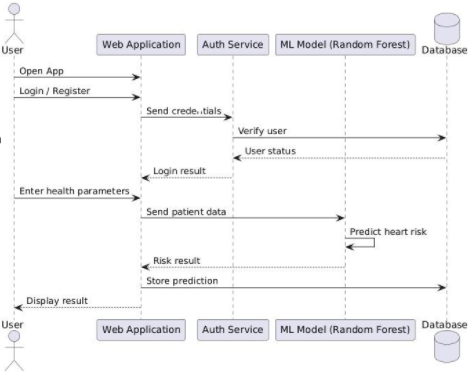 User
Web Application
Auth Service
ML Model (Random Forest)
Database
Open App
Login / Register
Send credentials
Verify user
User status
Login result
Enter health parameters
Send patient data
Predict heart risk
Risk result
Store prediction
Display result
User
Web Application
Auth Service
ML Model (Random Forest)
Database